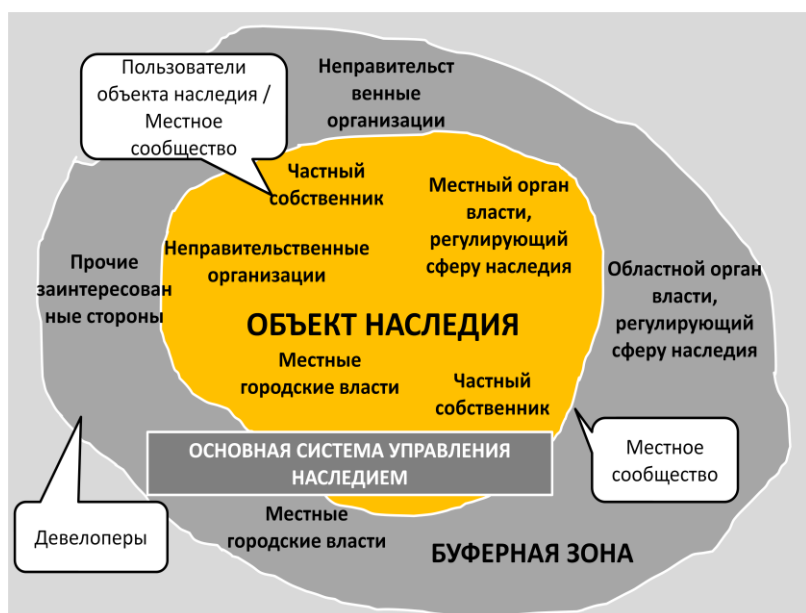 Пользователи
объекта наследия /
Местное
сообщество
Неправительст
венные
организации
Частный
собственник
Местный орган
власти,
регулирующий
сферу наследия
Неправительственные
организации
Прочие
заинтересован
ные стороны
Областной орган
власти,
регулирующий
сферу наследия
ОБЪЕКТ НАСЛЕДИЯ
Местные
городские власти
Частный
собственник
ОСНОВНАЯ СИСТЕМА УПРАВЛЕНИЯ
НАСЛЕДИЕМ
Местное
сообщество
Девелоперы
Местные
городские власти
БУФЕРНАЯ ЗОНА